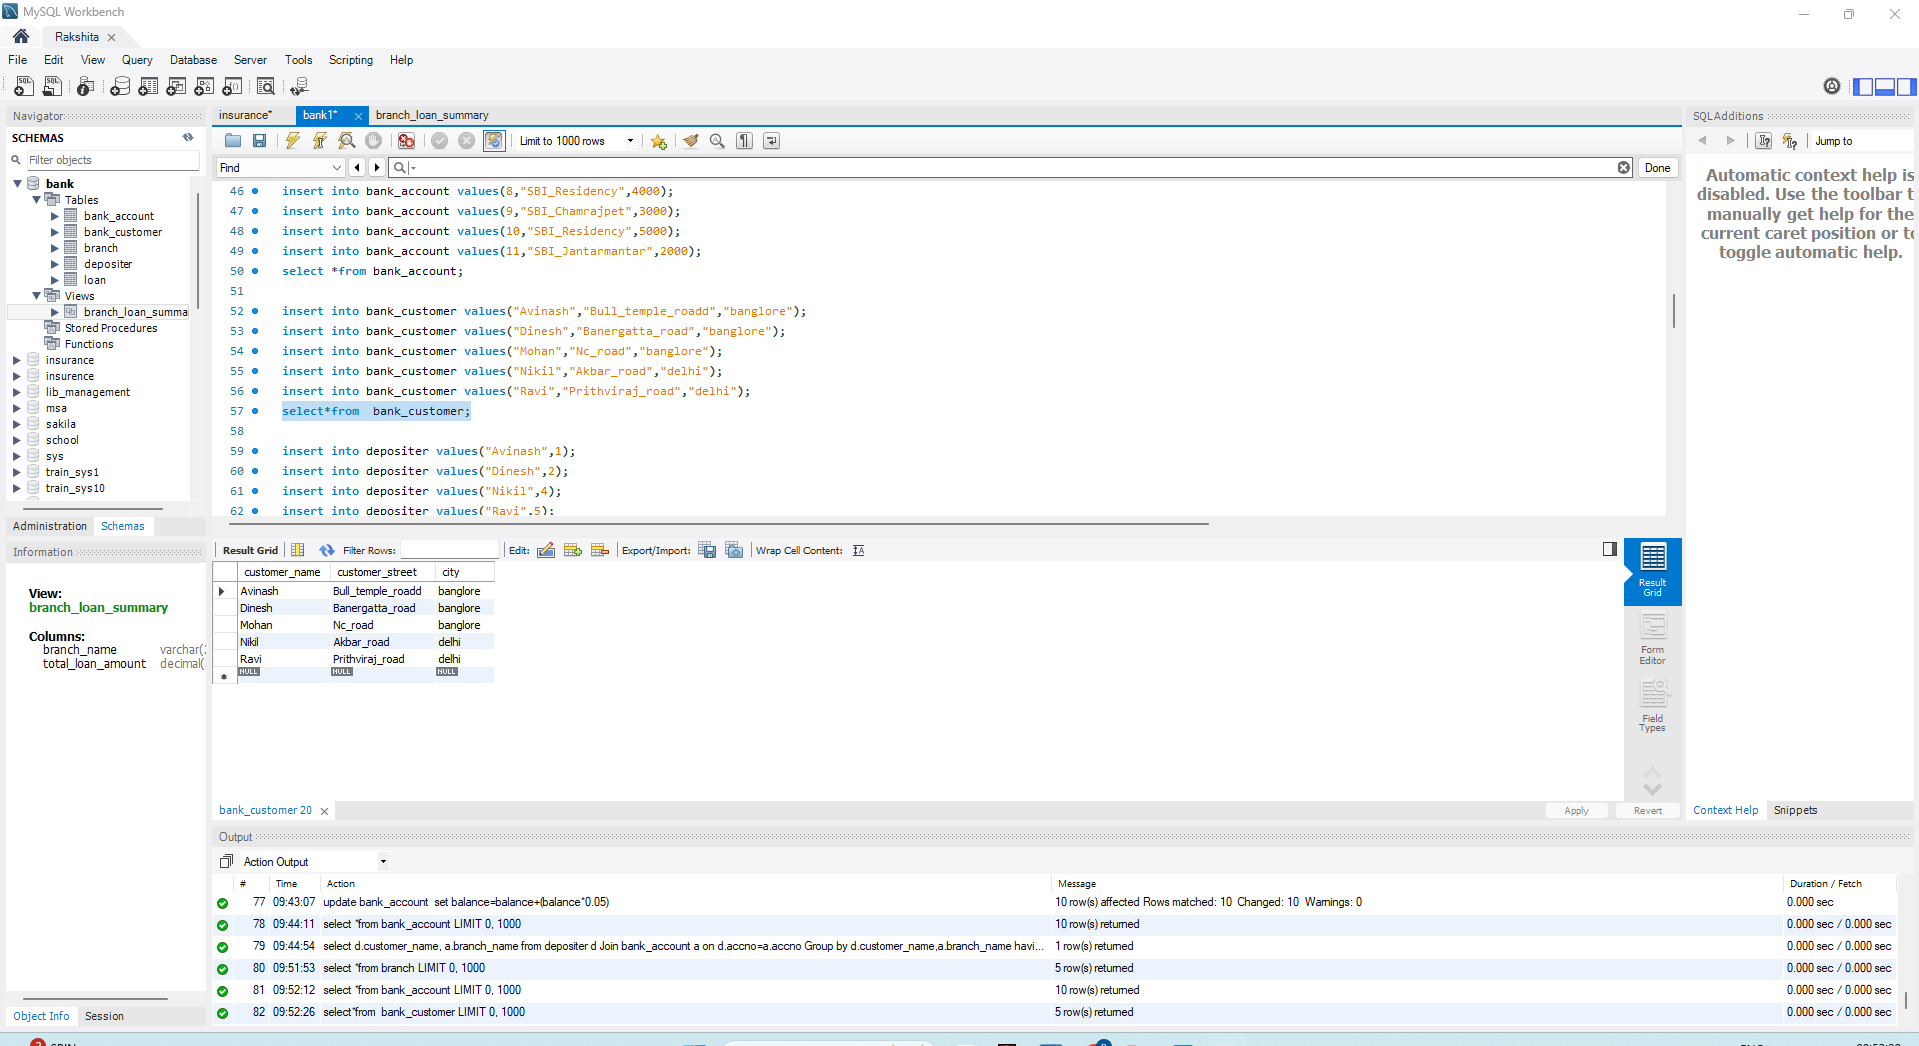 MySQL Workbench
Rakshita
File Edit View Query Database Server Tools Scripting Help
Navigator
SCHEMAS
Filter objects
bank
Tables
bank_account
bank_customer
branch
depositer
loan
Views
branch_loan_summa
Stored Procedures
Functions
insurance
insurence
lib_management
msa
sakila
school
sys
train_sys1
train_sys10
Administration Schemas
Information
View:
branch_loan_summary
Columns:
branch_name varchar(
total_loan_amount decimal(
Object Info Session
insurance* bank1* branch_loan_summary
Limit to 1000 rows
Find Done
46 insert into bank_account values(8,"SBI_Residency",4000);
47 insert into bank_account values(9,"SBI_Chamrajpet",3000);
48 insert into bank_account values(10,"SBI_Residency",5000);
49 insert into bank_account values(11,"SBI_Jantarmantar",2000);
50 select *from bank_account;
51
52 insert into bank_customer values("Avinash","Bull_temple_roadd","banglore");
53 insert into bank_customer values("Dinesh","Banergatta_road","banglore");
54 insert into bank_customer values("Mohan","Nc_road","banglore");
55 insert into bank_customer values("Nikil","Akbar_road","delhi");
56 insert into bank_customer values("Ravi","Prithviraj_road","delhi");
57 select*from  bank_customer;
58
59 insert into depositer values("Avinash",1);
60 insert into depositer values("Dinesh",2);
61 insert into depositer values("Nikil",4);
62 insert into depositer values("Ravi",5);
Result Grid Filter Rows: Edit: Export/Import: Wrap Cell Content:
customer_name customer_street city
Avinash Bull_temple_roadd banglore
Dinesh Banergatta_road banglore
Mohan Nc_road banglore
Nikil Akbar_road delhi
Ravi Prithviraj_road delhi
NULL NULL NULL
Result
Grid
Form
Editor
Field
Types
bank_customer 20 Apply Revert
SQLAdditions
Jump to
Automatic context help is
disabled. Use the toolbar t
manually get help for the
current caret position or to
toggle automatic help.
Context Help Snippets
Output
Action Output
# Time Action Message Duration / Fetch
77 09:43:07 update bank_account  set balance=balance+(balance*0.05) 10 row(s) affected Rows matched: 10  Changed: 10  Warnings: 0 0.000 sec
78 09:44:11 select *from bank_account LIMIT 0, 1000 10 row(s) returned 0.000 sec / 0.000 sec
79 09:44:54 select d.customer_name, a.branch_name from depositer d Join bank_account a on d.accno=a.accno Group by d.customer_name,a.branch_name havi... 1 row(s) returned 0.000 sec / 0.000 sec
80 09:51:53 select *from branch LIMIT 0, 1000 5 row(s) returned 0.000 sec / 0.000 sec
81 09:52:12 select *from bank_account LIMIT 0, 1000 10 row(s) returned 0.000 sec / 0.000 sec
82 09:52:26 select*from  bank_customer LIMIT 0, 1000 5 row(s) returned 0.000 sec / 0.000 sec